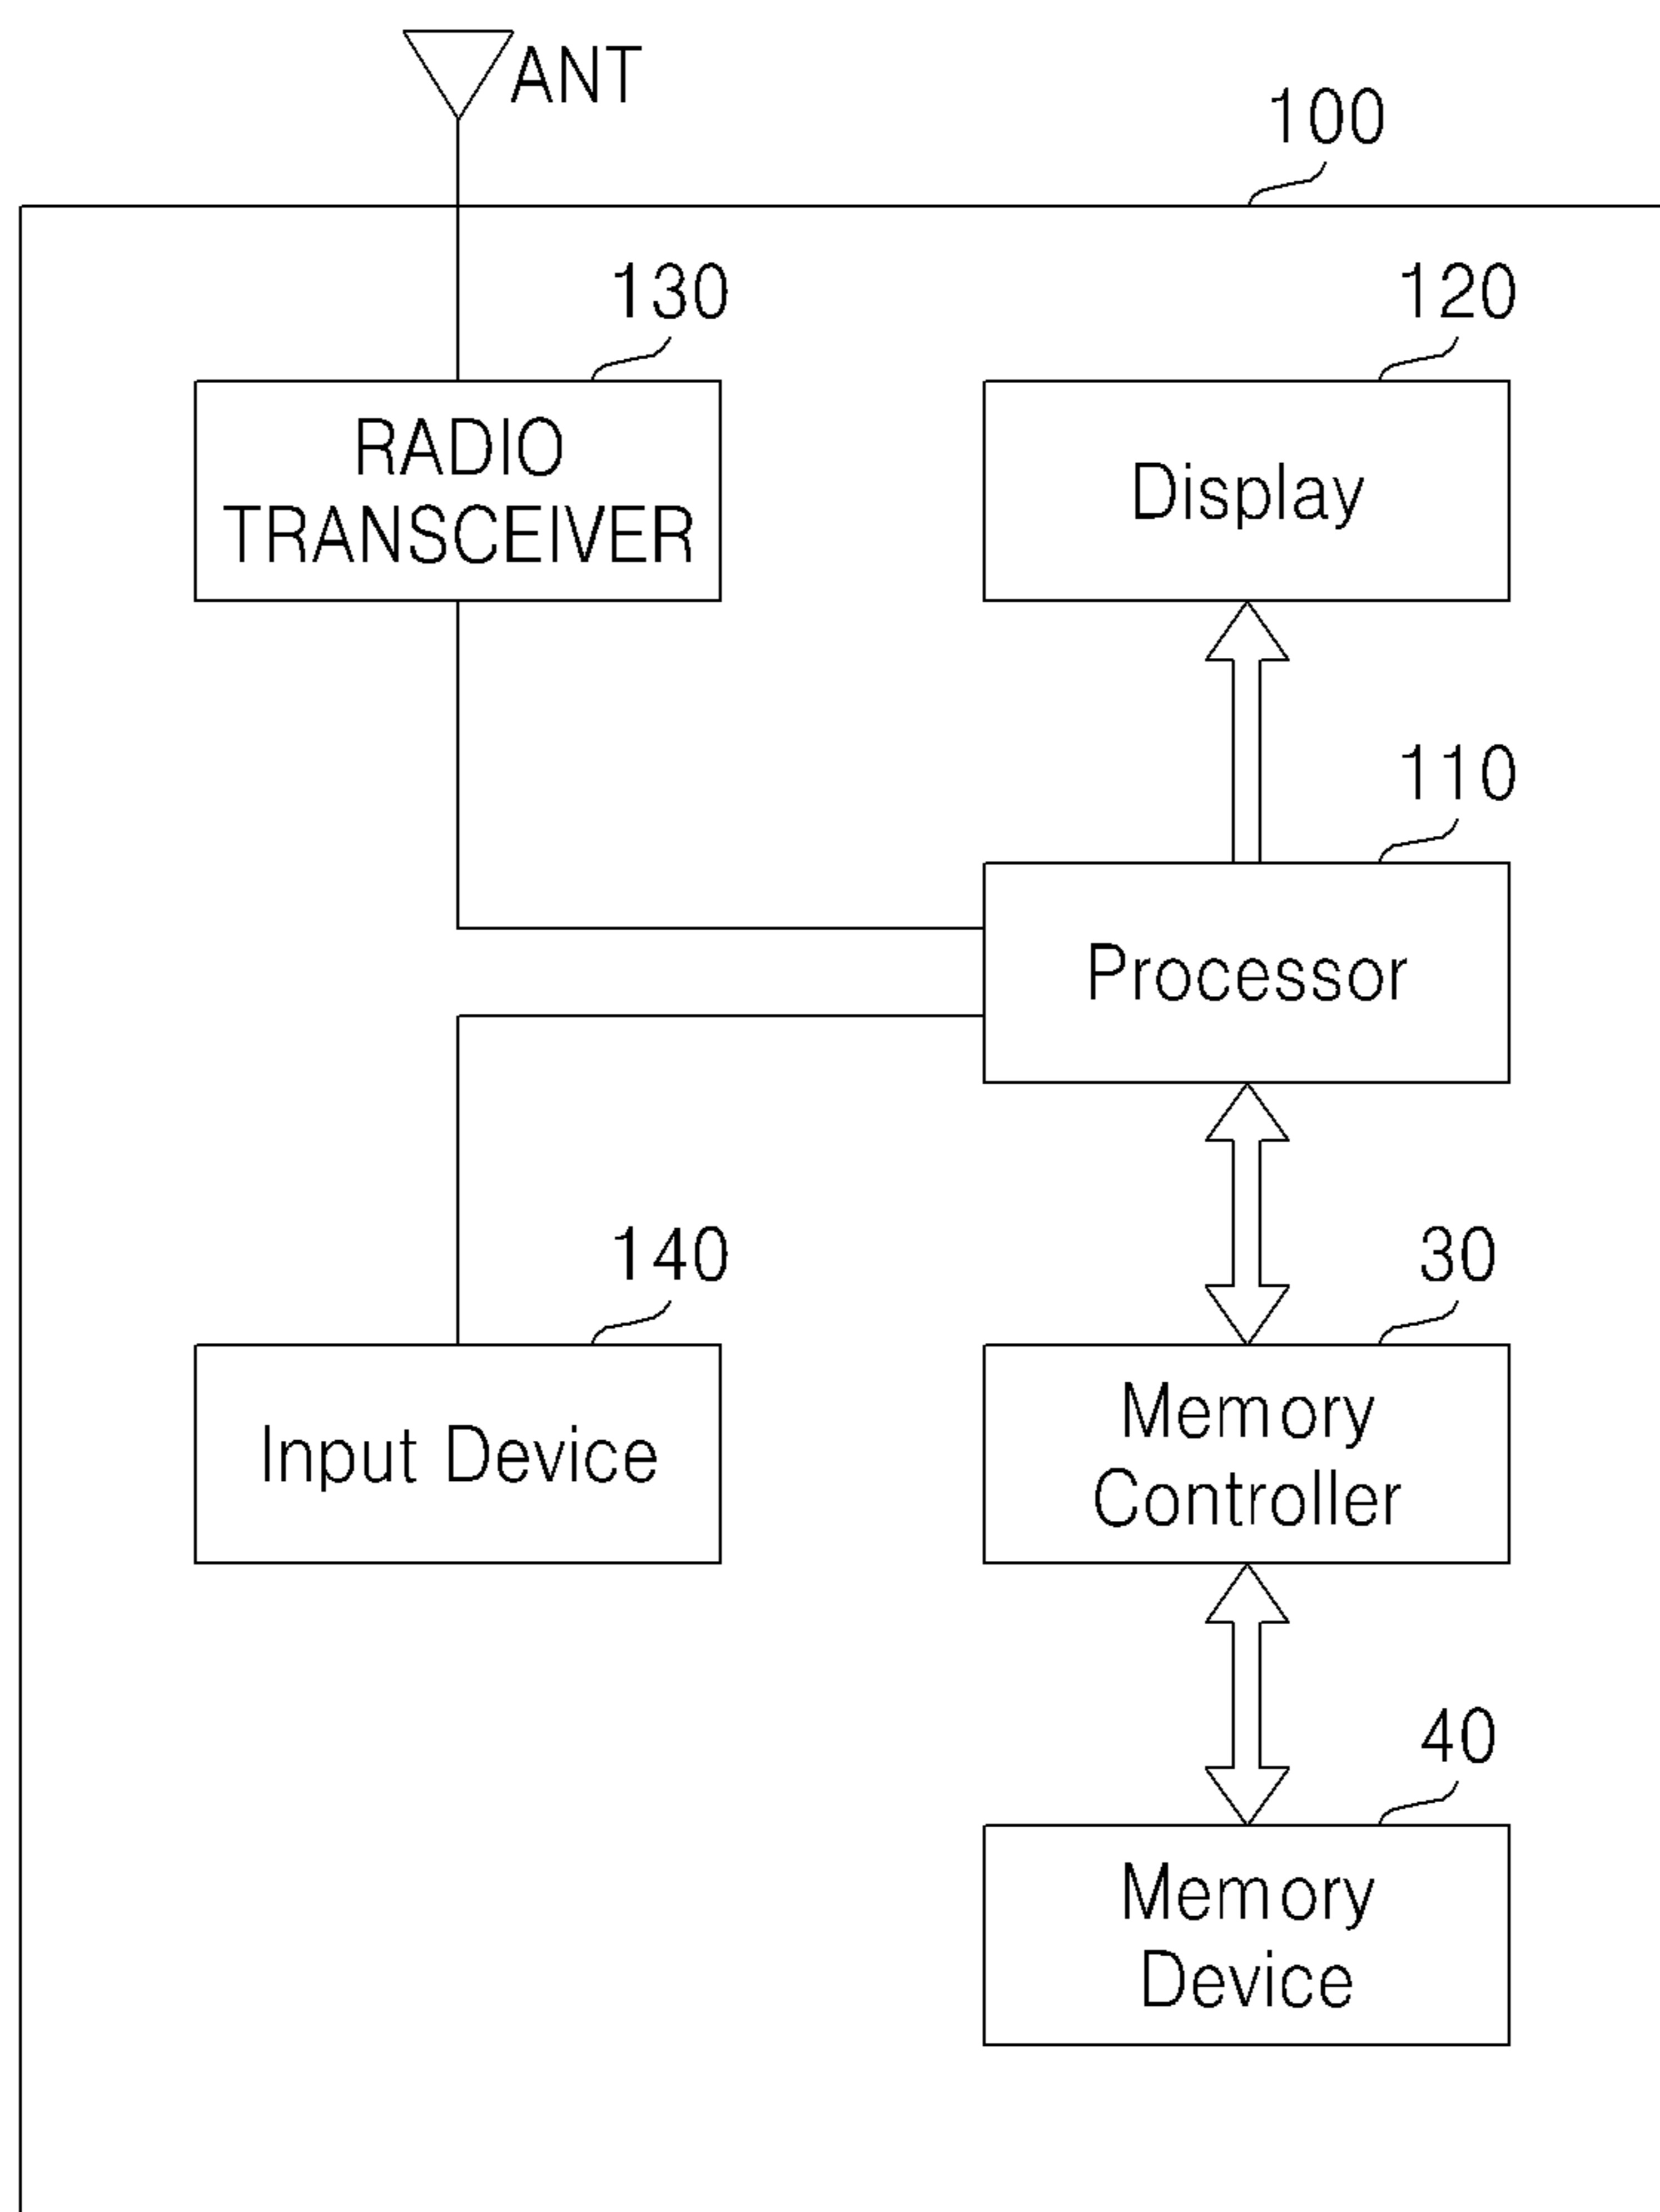 ANT
100
130
120
RADIO
TRANSCEIVER
Display
110
Processor
140
30
Input Device
Memory
Controller
40
Memory
Device